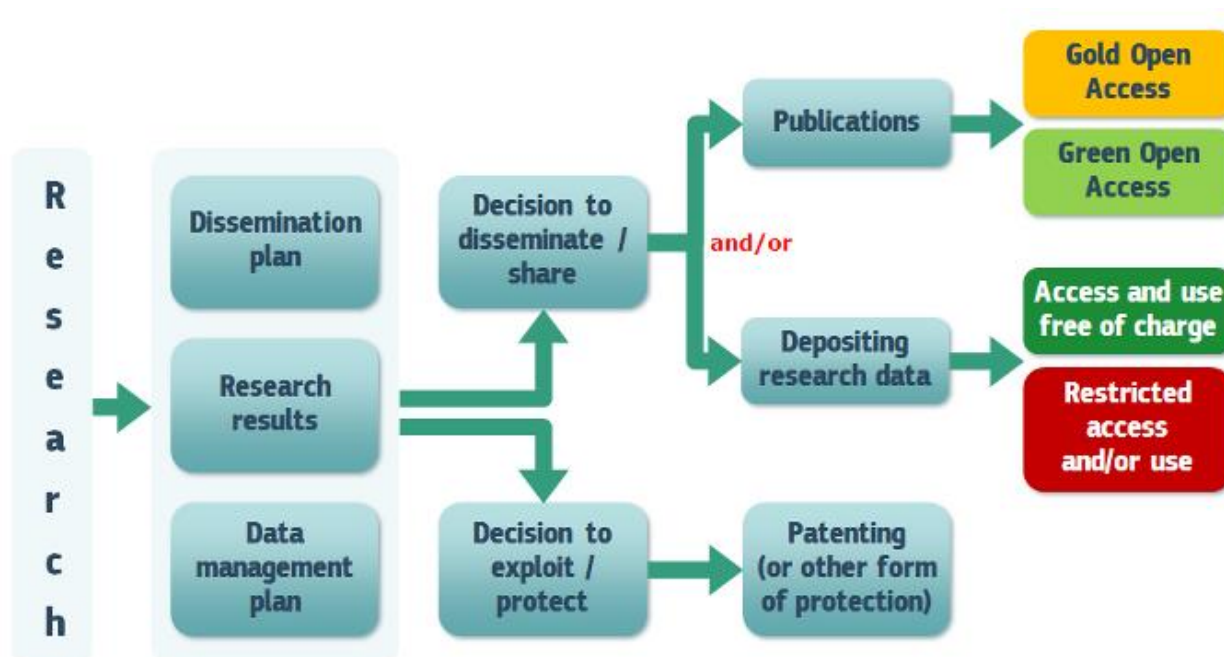 Research
Dissemination
plan
Research
results
Data
management
plan
Decision to
disseminate /
share
Decision to
exploit /
protect
and/or
Publications
Depositing
research data
Patenting
(or other form
of protection)
Gold Open
Access
Green Open
Access
Access and use
free of charge
Restricted
access
and/or use